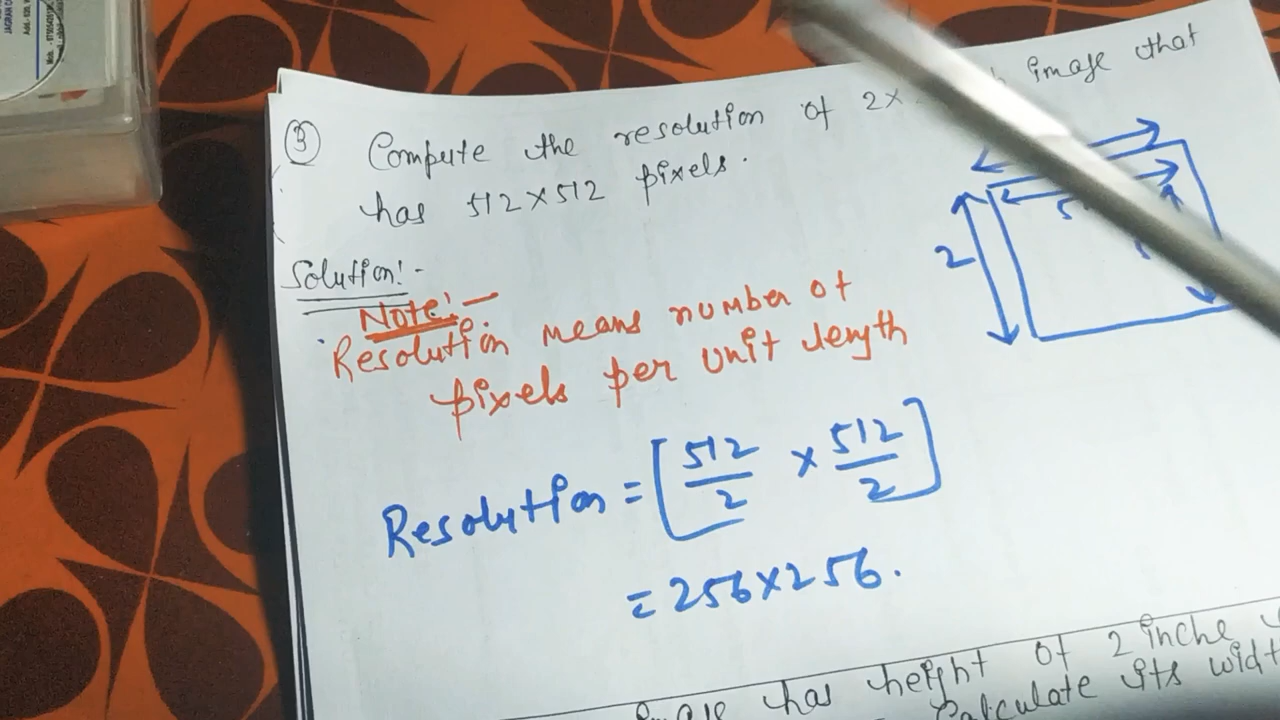 JAGRAN
③ Compute the resolution of 2× image that
has 512×512 pixels.
Solution:-
Note:-
Resolution means number of
pixels per unit length
2
Resolution = [512/2 × 512/2]
= 256×256.
image has height of 2 inche
Calculate its widt